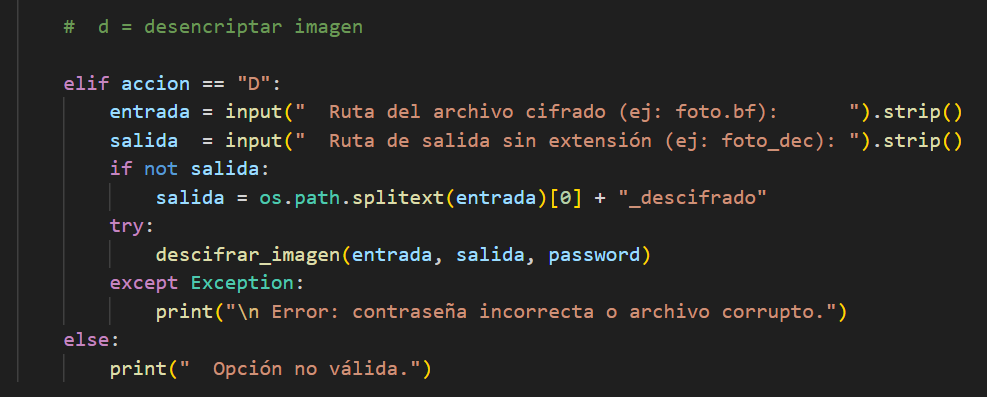 #  d = desencriptar imagen
elif accion == "D":
entrada = input("  Ruta del archivo cifrado (ej: foto.bf):      ").strip()
salida  = input("  Ruta de salida sin extensión (ej: foto_dec): ").strip()
if not salida:
salida = os.path.splitext(entrada)[0] + "_descifrado"
try:
descifrar_imagen(entrada, salida, password)
except Exception:
print("\n Error: contraseña incorrecta o archivo corrupto.")
else:
print("  Opción no válida.")